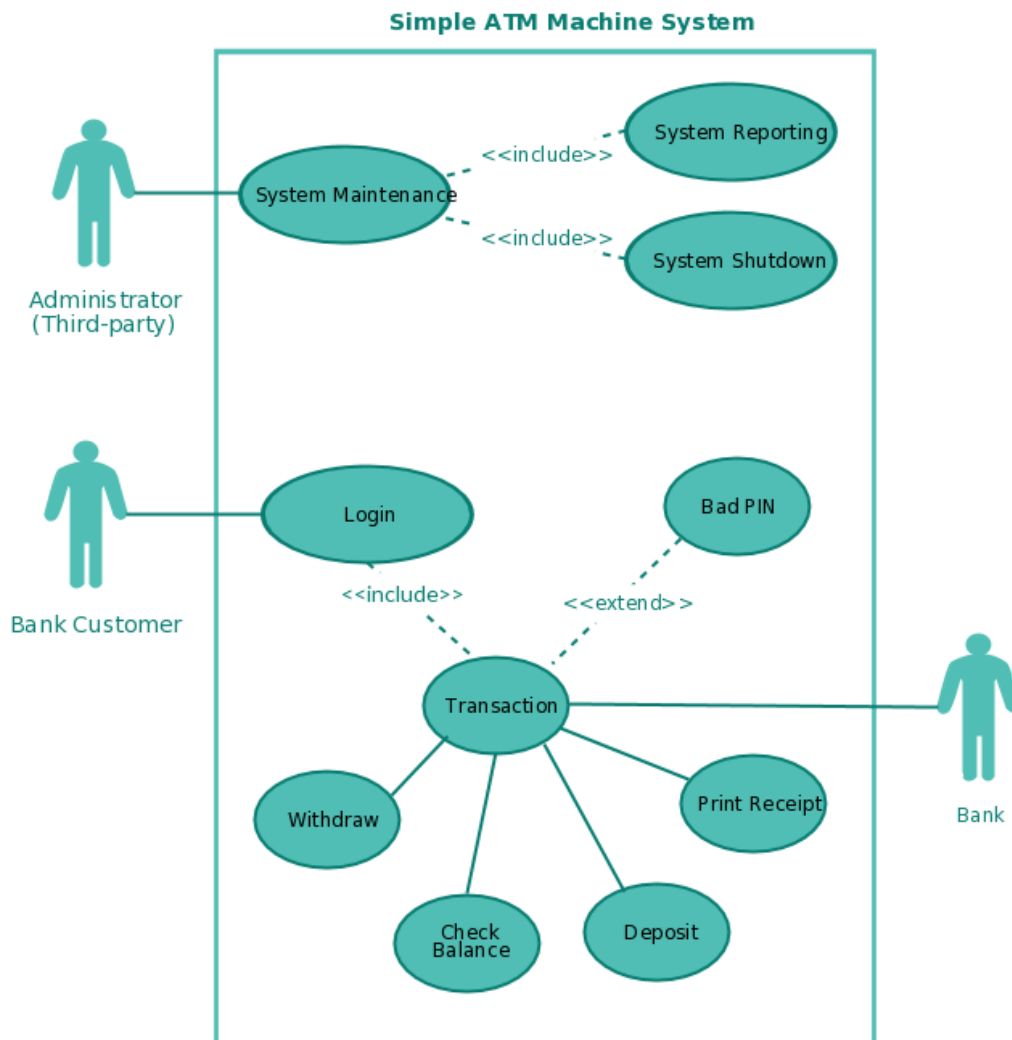 Simple ATM Machine System
System Reporting
<<include>>
System Maintenance
<<include>>
System Shutdown
Administrator
(Third-party)
Bad PIN
Login
<<include>>
<<extend>>
Bank Customer
Transaction
Print Receipt
Withdraw
Bank
Check
Balance
Deposit